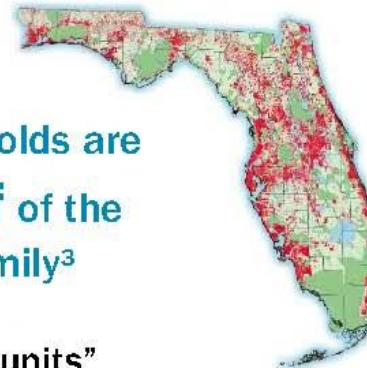 olds are
of the
mily³
units”